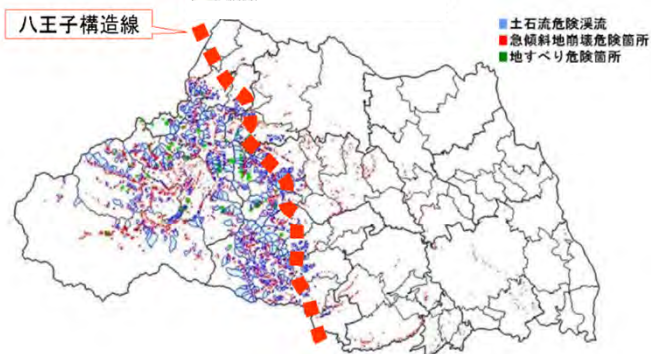 八王子構造線
土石流危険渓流
急傾斜地崩壊危険箇所
地すべり危険箇所